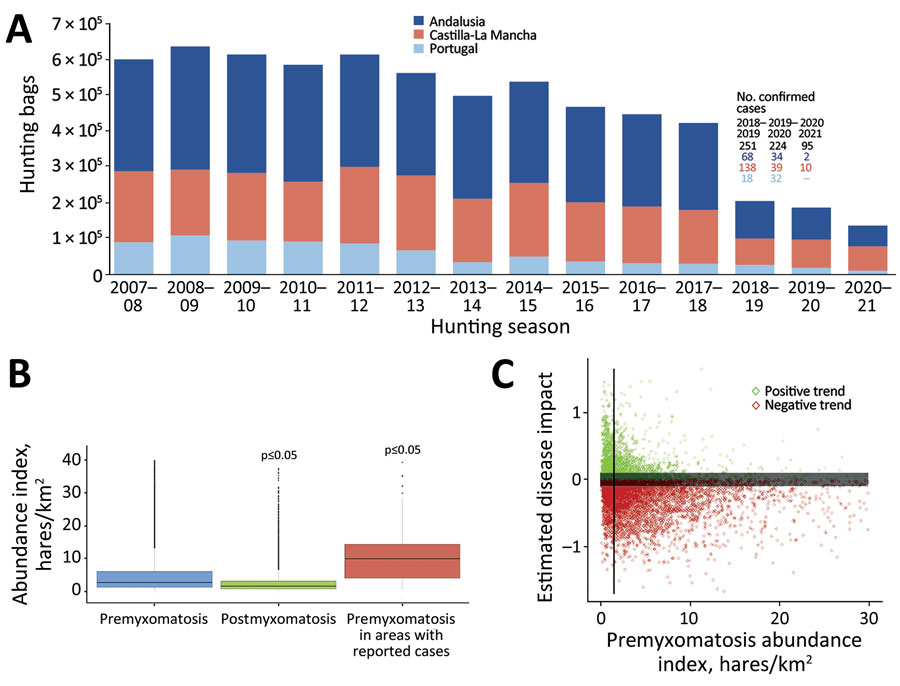 A
Hunting bags
7 × 10⁵
6 × 10⁵
5 × 10⁵
4 × 10⁵
3 × 10⁵
2 × 10⁵
1 × 10⁵
0
Andalusia
Castilla-La Mancha
Portugal
No. confirmed
cases
2018– 2019– 2020
2019 2020 2021
251 224 95
68 34 2
138 39 10
18 32 –
2007– 2008– 2009– 2010– 2011– 2012– 2013– 2014– 2015– 2016– 2017– 2018– 2019– 2020–
08 09 10 11 12 13 14 15 16 17 18 19 20 21
Hunting season
B
Abundance index,
hares/km²
40
30
20
10
0
p≤0.05
p≤0.05
Premyxomatosis
Postmyxomatosis
Premyxomatosis
in areas with
reported cases
C
Estimated disease impact
1
0
–1
Positive trend
Negative trend
0 10 20 30
Premyxomatosis abundance
index, hares/km²